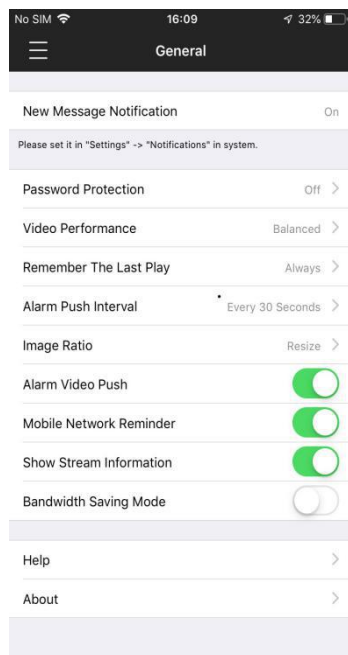 No SIM 16:09 32%
General
New Message Notification On
Please set it in "Settings" -> "Notifications" in system.
Password Protection Off
Video Performance Balanced
Remember The Last Play Always
Alarm Push Interval Every 30 Seconds
Image Ratio Resize
Alarm Video Push
Mobile Network Reminder
Show Stream Information
Bandwidth Saving Mode
Help
About